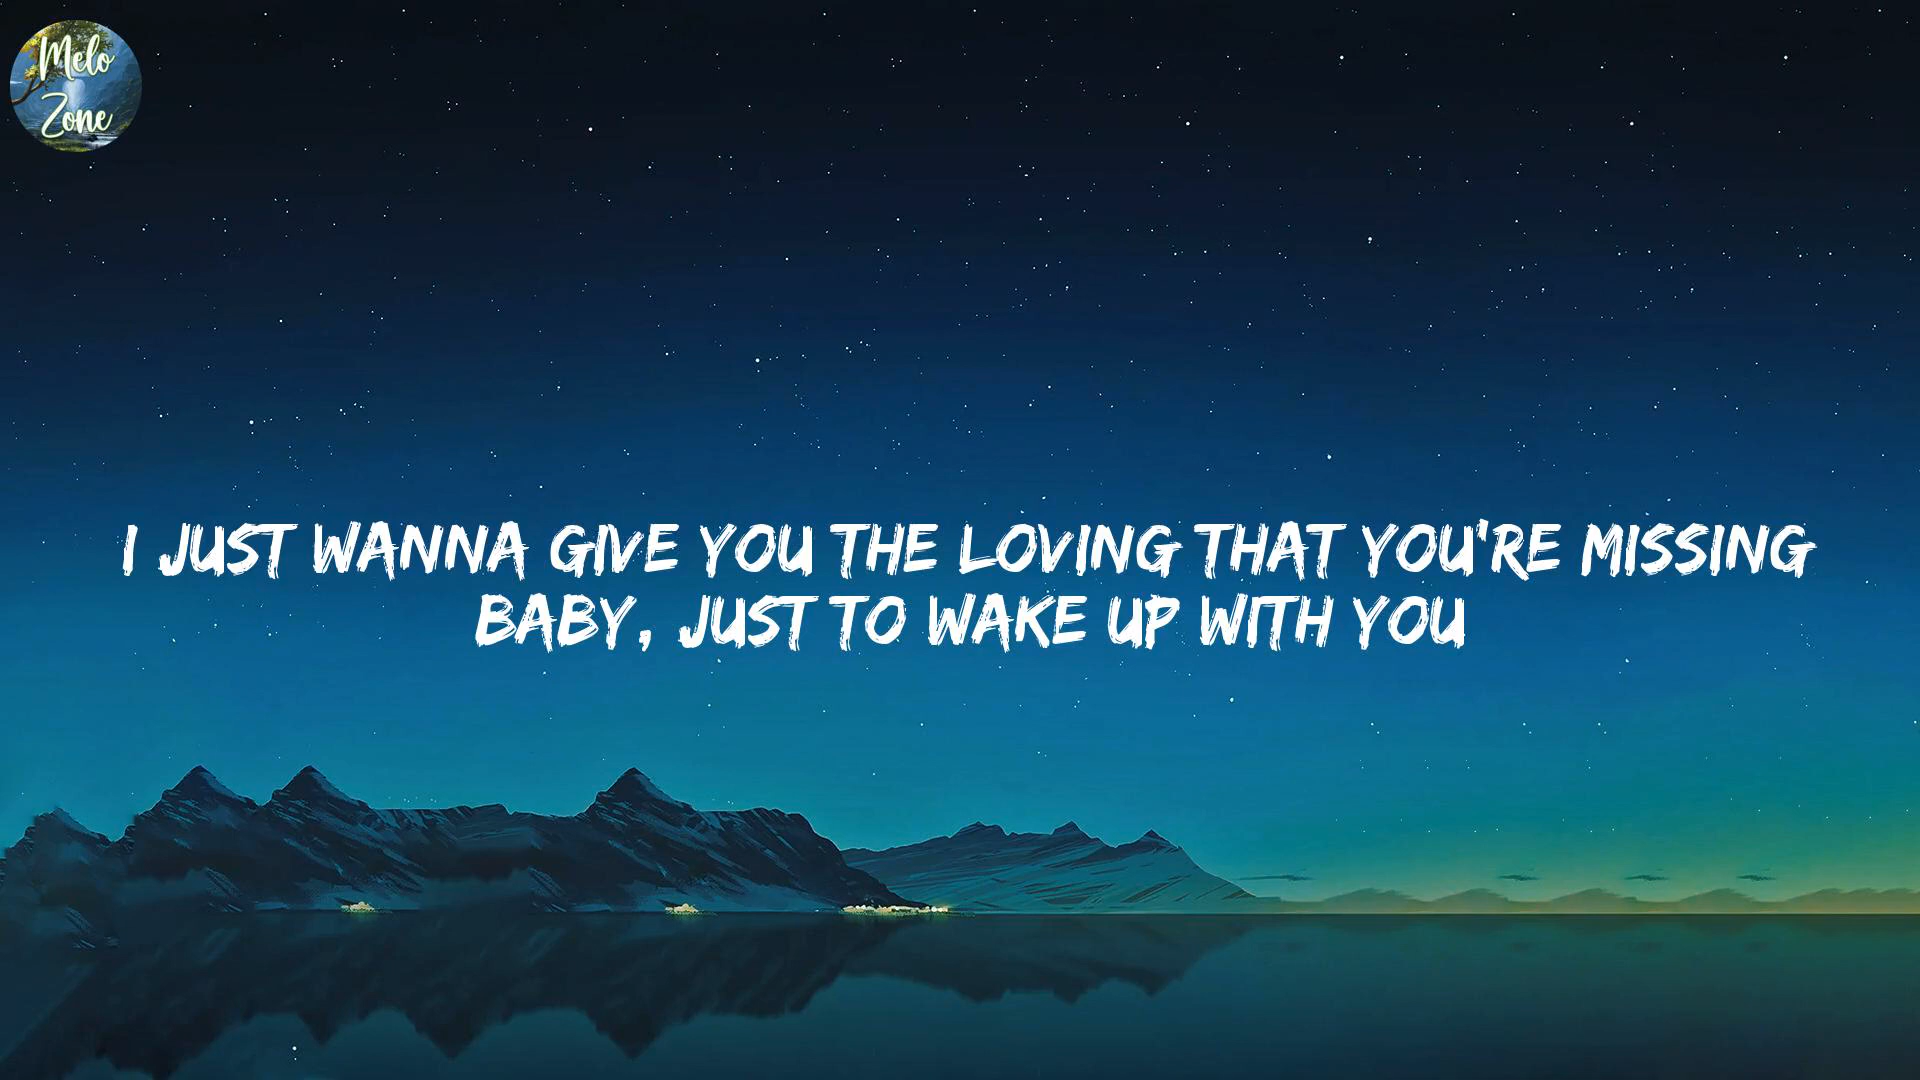 Melo
Zone
I JUST WANNA GIVE YOU THE LOVING THAT YOU'RE MISSING
BABY, JUST TO WAKE UP WITH YOU